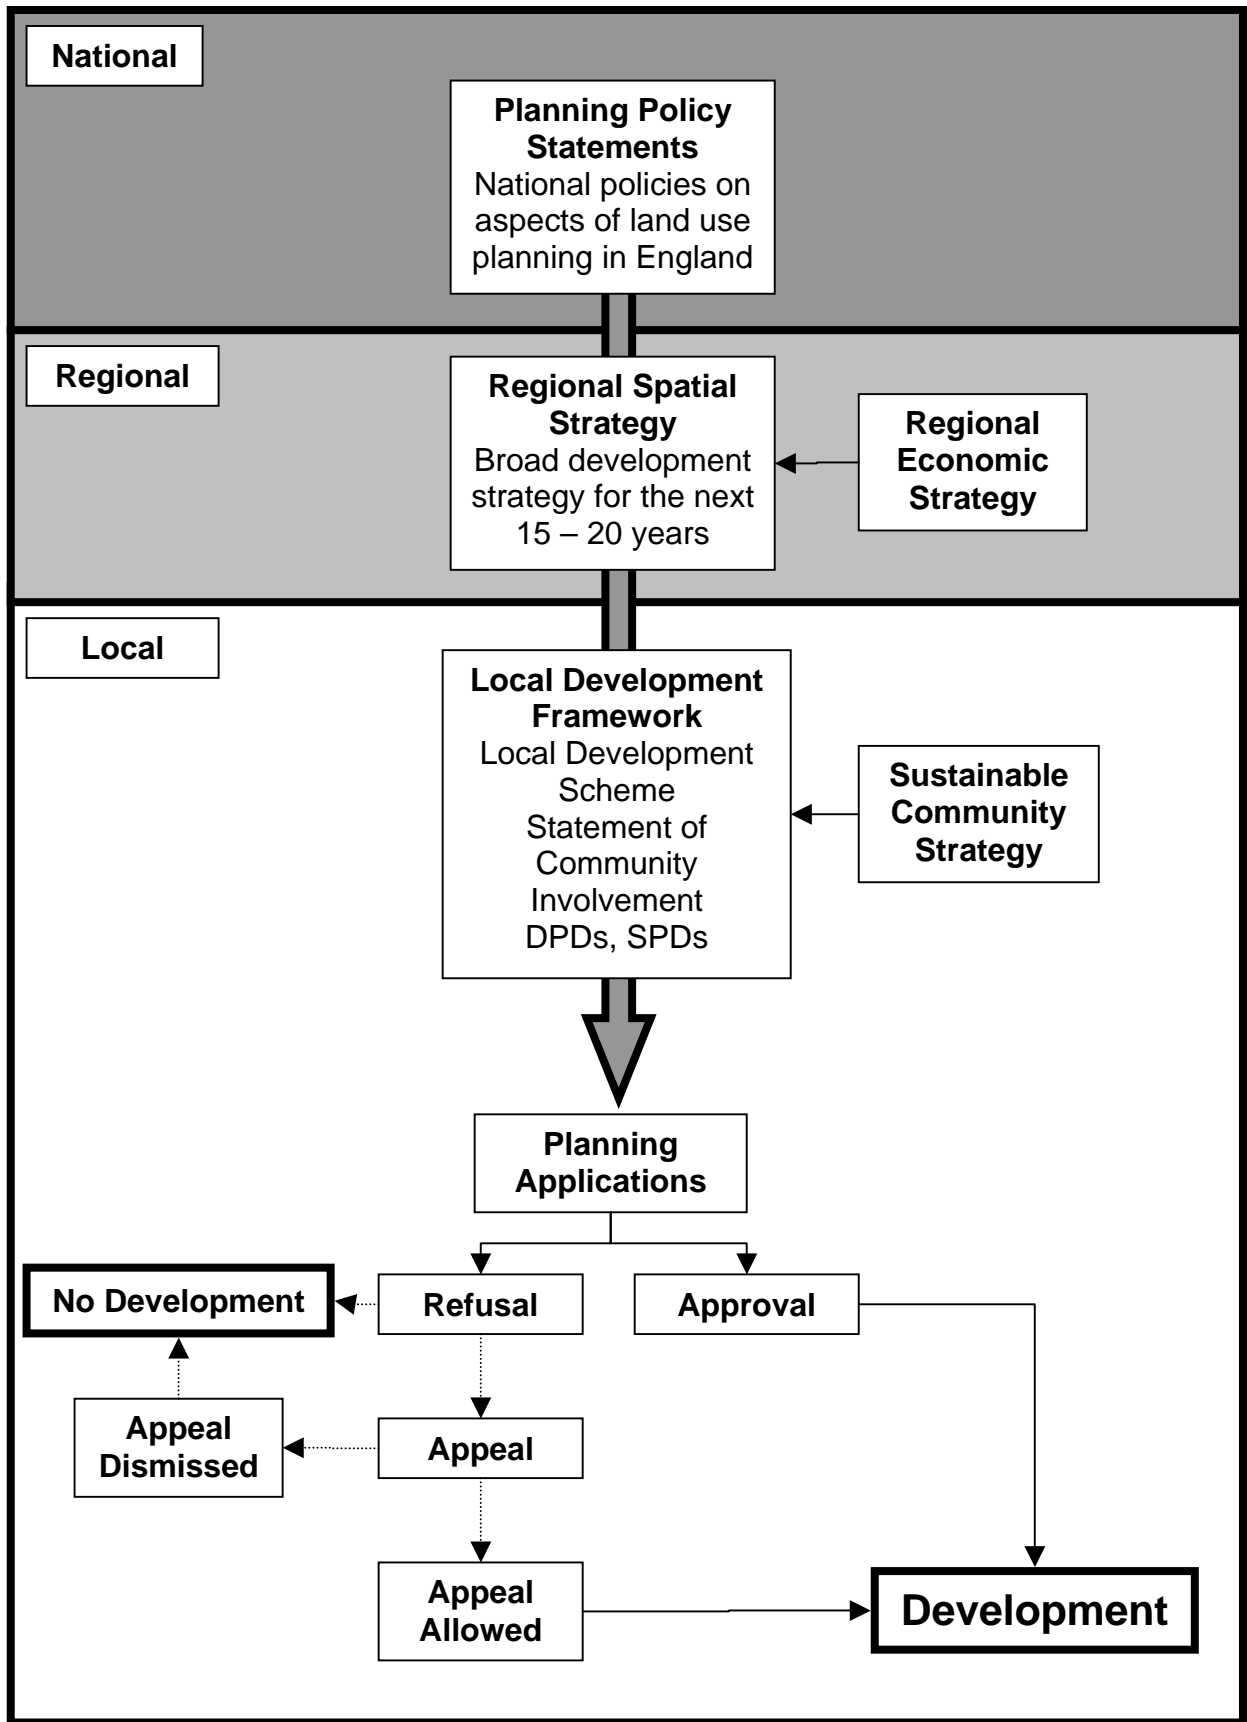 National
Planning Policy
Statements
National policies on
aspects of land use
planning in England
Regional
Regional Spatial
Strategy
Broad development
strategy for the next
15 – 20 years
Regional
Economic
Strategy
Local
Local Development
Framework
Local Development
Scheme
Statement of
Community
Involvement
DPDs, SPDs
Sustainable
Community
Strategy
Planning
Applications
No Development
Refusal
Approval
Appeal
Dismissed
Appeal
Appeal
Allowed
Development